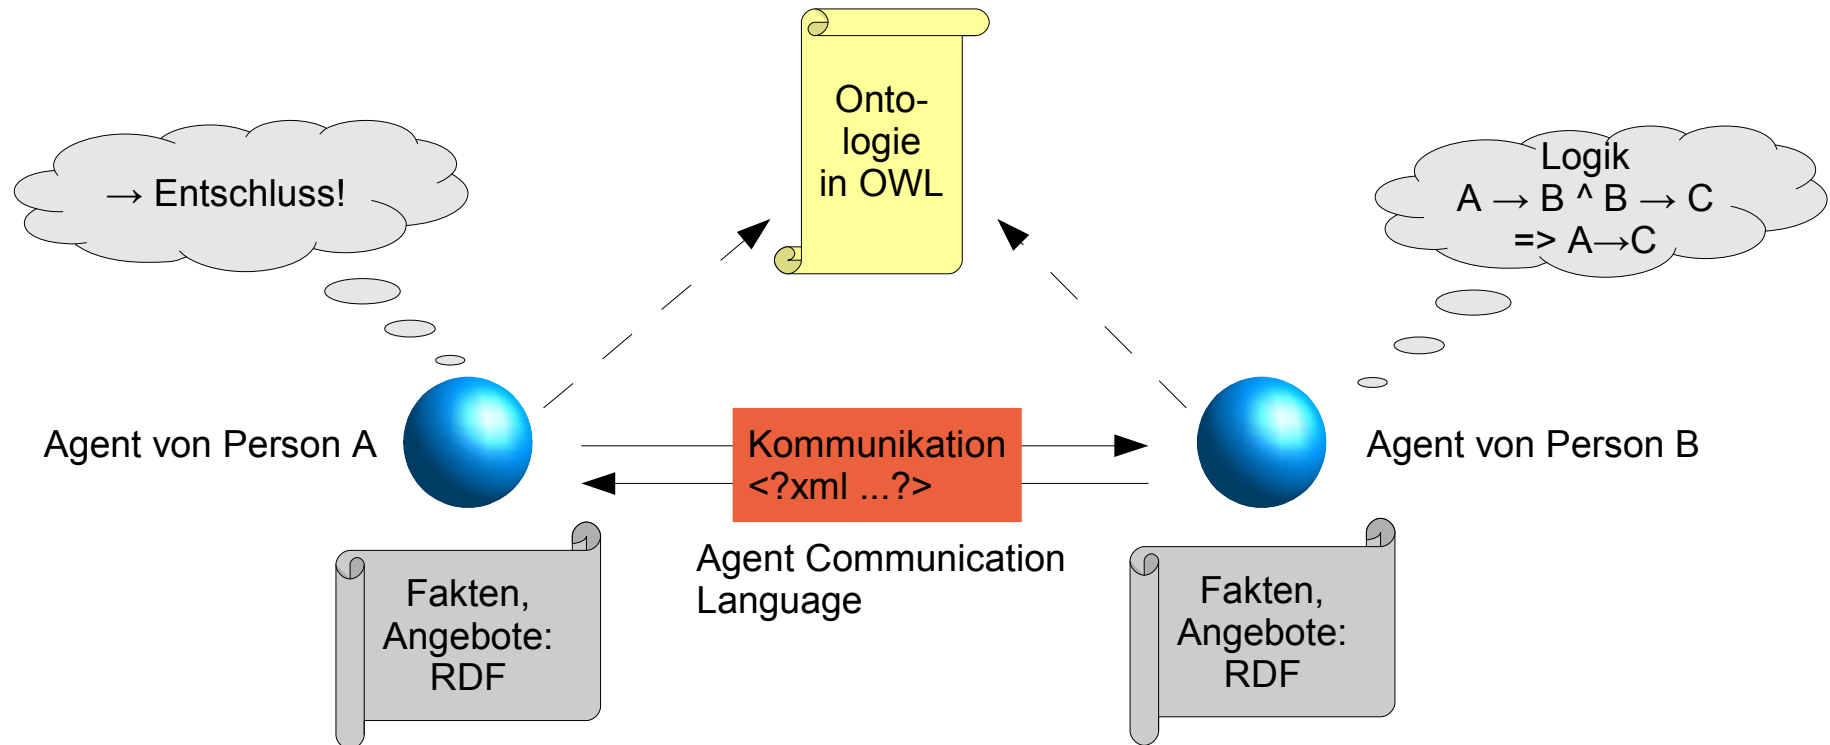 Onto-
logie
in OWL
→ Entschluss!
Logik
A → B ^ B → C
=> A→C
Agent von Person A
Kommunikation
<?xml ...?>
Agent von Person B
Agent Communication
Language
Fakten,
Angebote:
RDF
Fakten,
Angebote:
RDF